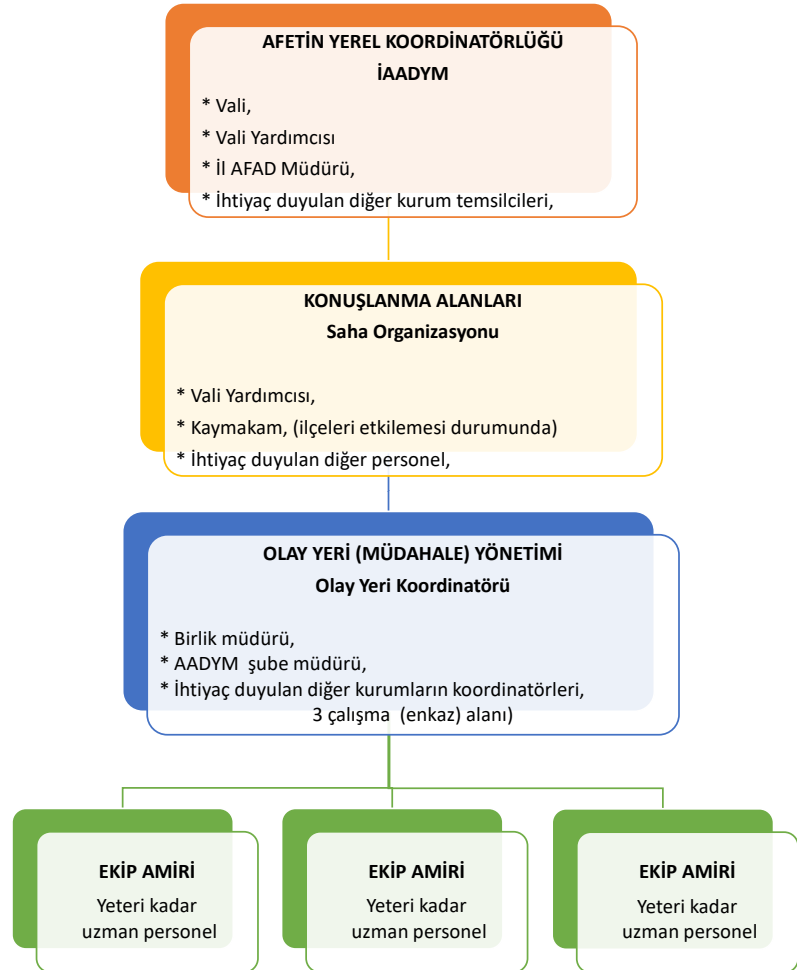 AFETİN YEREL KOORDİNATÖRLÜĞÜ
İAADYM
* Vali,
* Vali Yardımcısı
* İl AFAD Müdürü,
* İhtiyaç duyulan diğer kurum temsilcileri,
KONUŞLANMA ALANLARI
Saha Organizasyonu
* Vali Yardımcısı,
* Kaymakam, (ilçeleri etkilemesi durumunda)
* İhtiyaç duyulan diğer personel,
OLAY YERİ (MÜDAHALE) YÖNETİMİ
Olay Yeri Koordinatörü
* Birlik müdürü,
* AADYM şube müdürü,
* İhtiyaç duyulan diğer kurumların koordinatörleri,
3 çalışma (enkaz) alanı)
EKİP AMİRİ
Yeteri kadar
uzman personel
EKİP AMİRİ
Yeteri kadar
uzman personel
EKİP AMİRİ
Yeteri kadar
uzman personel